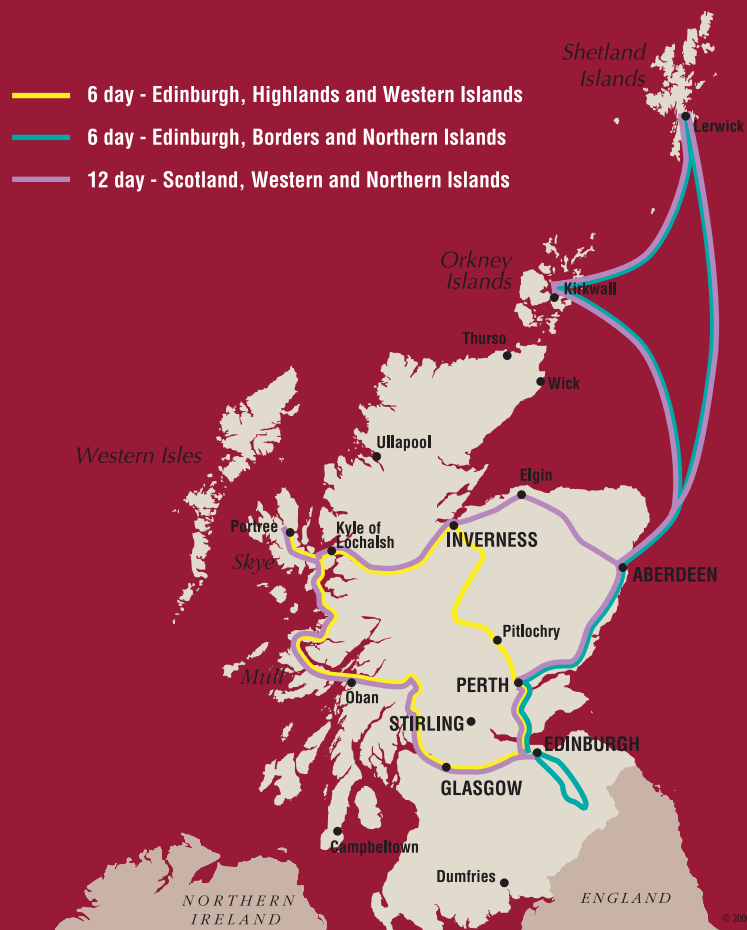 Shetland
Islands
6 day - Edinburgh, Highlands and Western Islands
Lerwick
6 day - Edinburgh, Borders and Northern Islands
12 day - Scotland, Western and Northern Islands
Orkney
Islands
Kirkwall
Thurso
Wick
Ullapool
Western Isles
Elgin
Portree
Kyle of
Lochalsh
INVERNESS
Skye
ABERDEEN
Pitlochry
Mull
PERTH
Oban
STIRLING
EDINBURGH
GLASGOW
Campbeltown
Dumfries
NORTHERN
IRELAND
ENGLAND